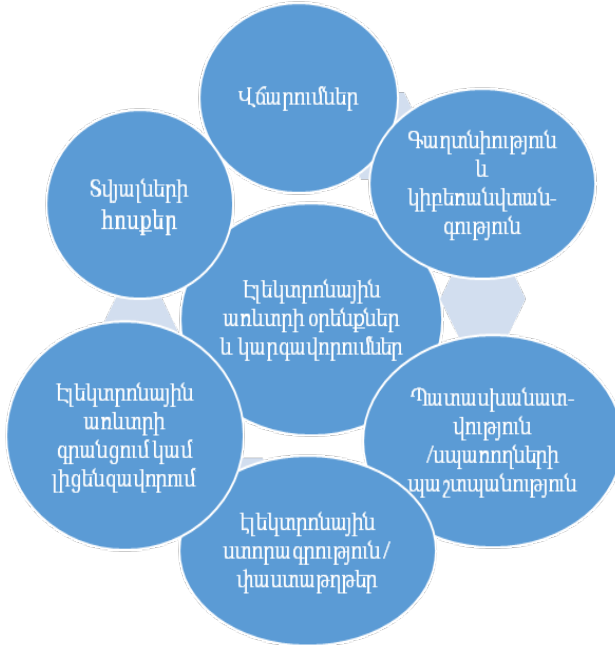 Վճարումներ
Գաղտնիություն
և
կիբեռանվտան-
գություն
Տվյալների
հոսքեր
Էլեկտրոնային
առևտրի օրենքներ
և կարգավորումներ
Էլեկտրոնային
առևտրի
գրանցում կամ
լիցենզավորում
Պատասխանատ-
վություն
/սպառողների
պաշտպանություն
Էլեկտրոնային
ստորագրություն/
փաստաթղթեր